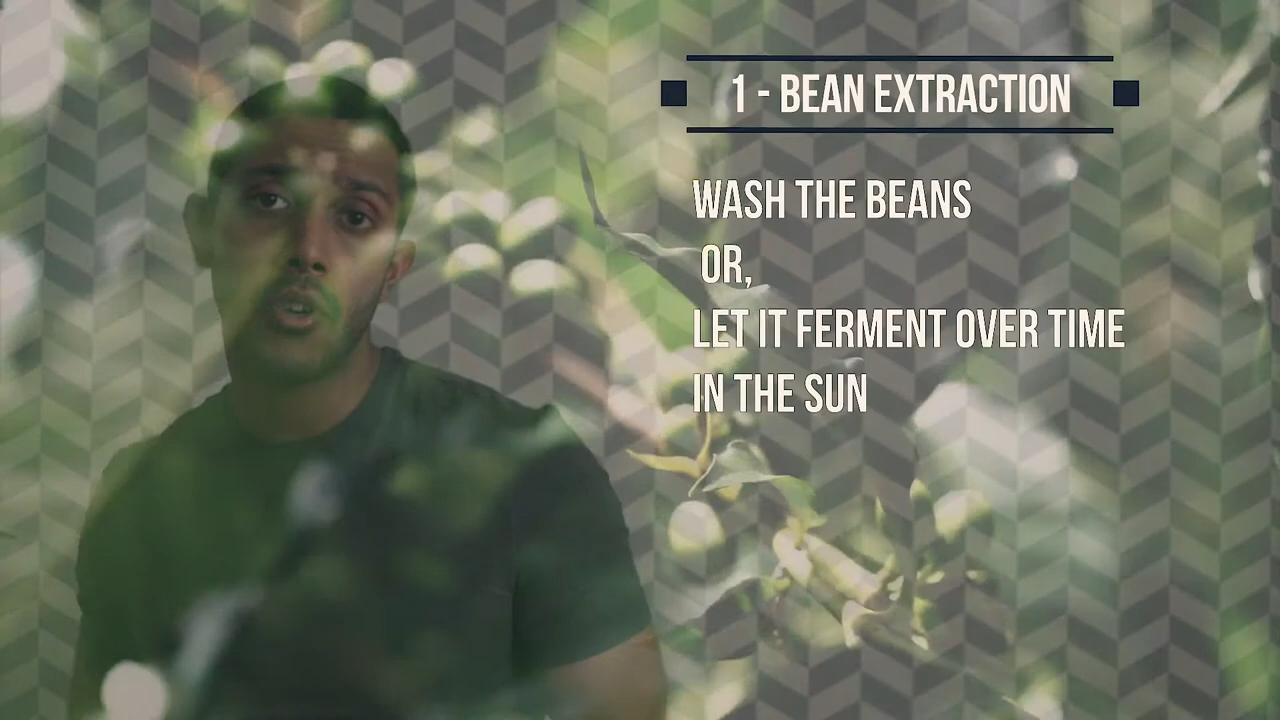 1 - BEAN EXTRACTION
WASH THE BEANS
OR,
LET IT FERMENT OVER TIME
IN THE SUN